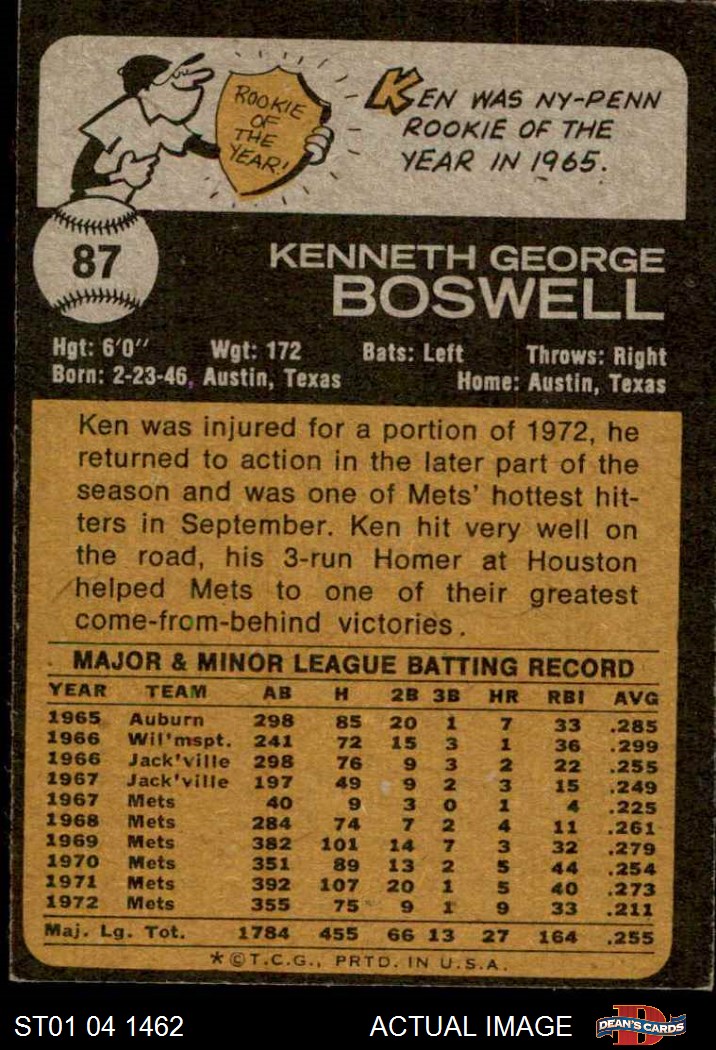 ROOKIE
OF
THE
YEAR!
KEN WAS NY-PENN
ROOKIE OF THE
YEAR IN 1965.
87
KENNETH GEORGE
BOSWELL
Hgt: 6'0" Wgt: 172 Bats: Left Throws: Right
Born: 2-23-46, Austin, Texas Home: Austin, Texas
Ken was injured for a portion of 1972, he
returned to action in the later part of the
season and was one of Mets' hottest hit-
ters in September. Ken hit very well on
the road, his 3-run Homer at Houston
helped Mets to one of their greatest
come-from-behind victories.
MAJOR & MINOR LEAGUE BATTING RECORD
YEAR TEAM AB H 2B 3B HR RBI AVG
1965 Auburn 298 85 20 1 7 33 .285
1966 Wil'mspt. 241 72 15 3 1 36 .299
1966 Jack'ville 298 76 9 3 2 22 .255
1967 Jack'ville 197 49 9 2 3 15 .249
1967 Mets 40 9 3 0 1 4 .225
1968 Mets 284 74 7 2 4 11 .261
1969 Mets 382 101 14 7 3 32 .279
1970 Mets 351 89 13 2 5 44 .254
1971 Mets 392 107 20 1 5 40 .273
1972 Mets 355 75 9 1 9 33 .211
Maj. Lg. Tot. 1784 455 66 13 27 164 .255
*©T.C.G., PRTD. IN U.S.A.
ST01 04 1462 ACTUAL IMAGE DEAN'S CARDS